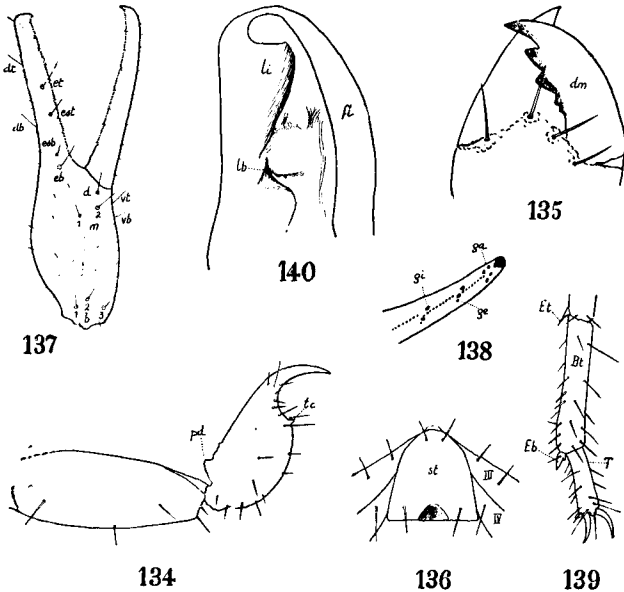 dt
et
est
db
esb
eb
d
vt
1
2
m
vb
1
2
3
b
137
li
fl
lb
140
dm
135
ga
gi
ge
138
pd
tc
134
st
III
IV
136
Et
Bt
Eb
T
139